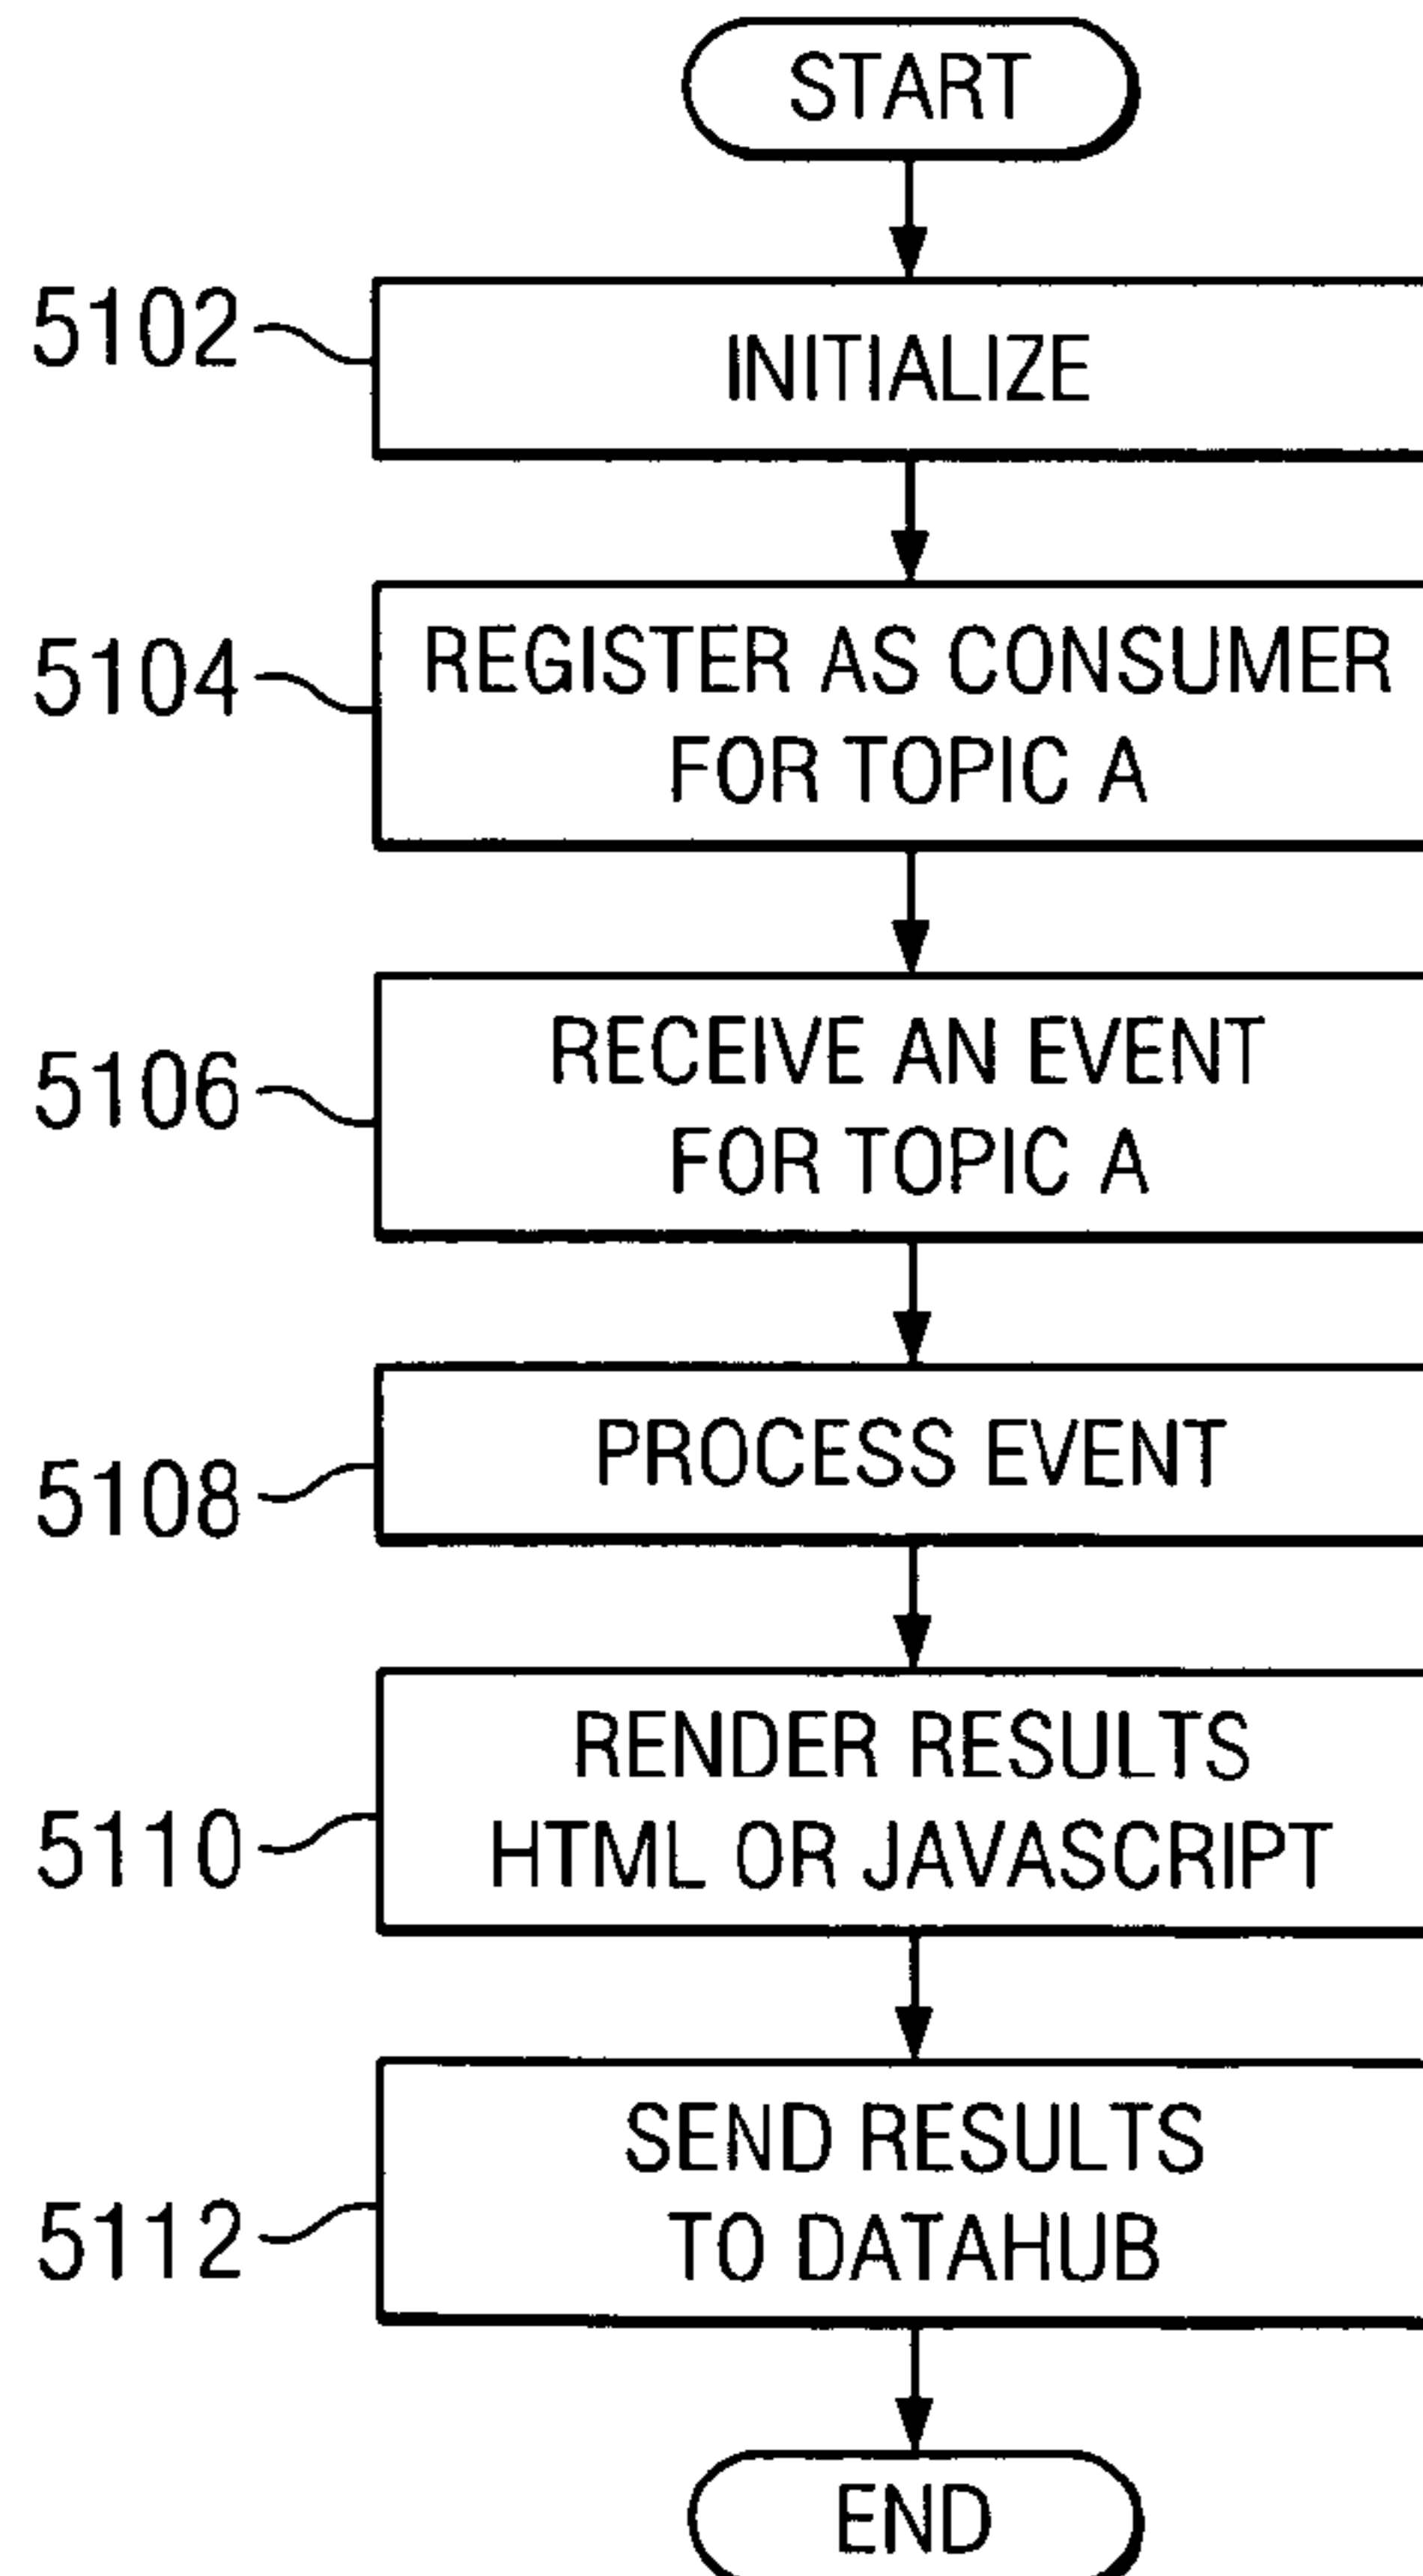 START
5102
INITIALIZE
5104
REGISTER AS CONSUMER
FOR TOPIC A
5106
RECEIVE AN EVENT
FOR TOPIC A
5108
PROCESS EVENT
5110
RENDER RESULTS
HTML OR JAVASCRIPT
5112
SEND RESULTS
TO DATAHUB
END